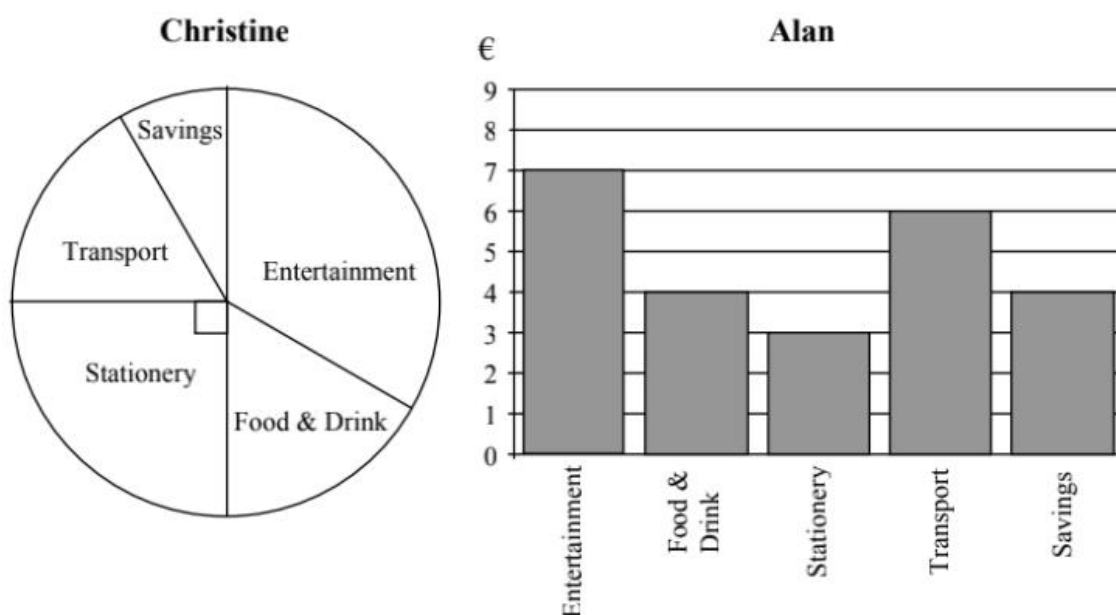 Christine
Savings
Transport
Entertainment
Stationery
Food & Drink
Alan
€
9
8
7
6
5
4
3
2
1
0
Entertainment
Food &
Drink
Stationery
Transport
Savings